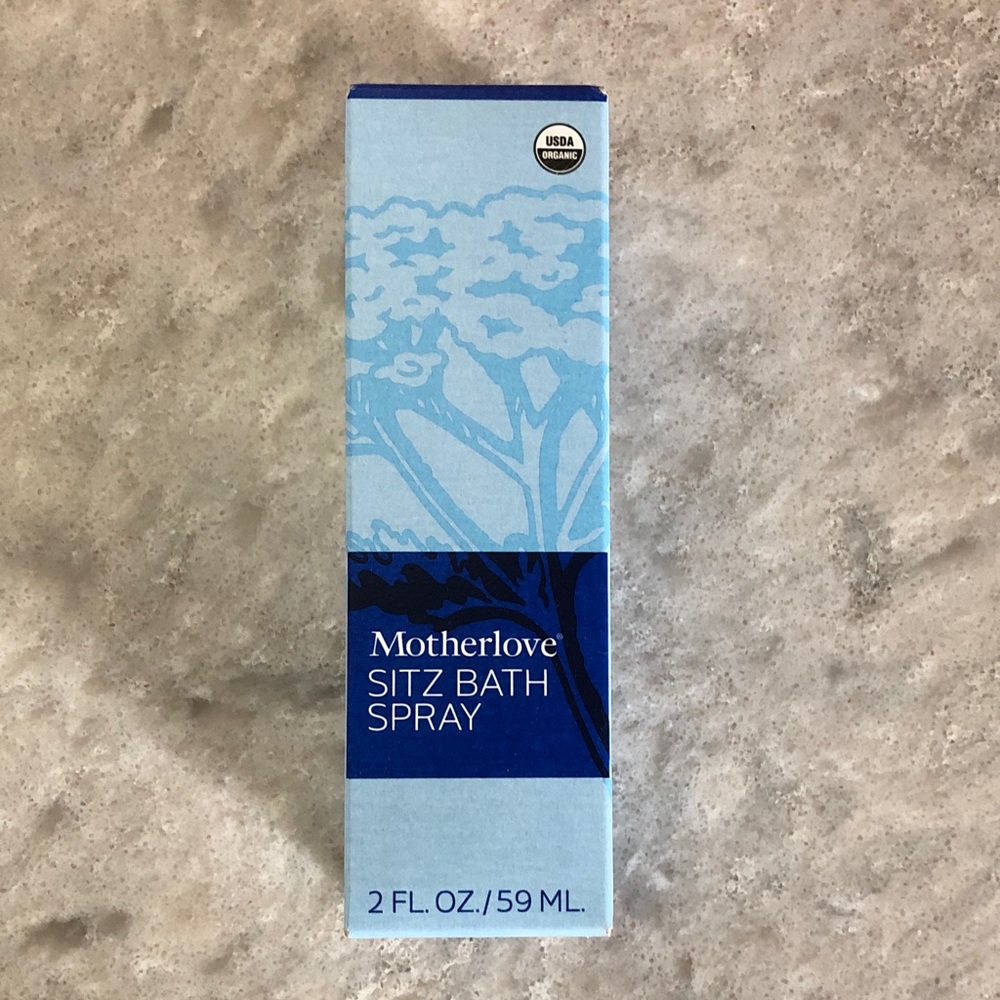 USDA
ORGANIC
Motherlove®
SITZ BATH
SPRAY
2 FL. OZ./59 ML.